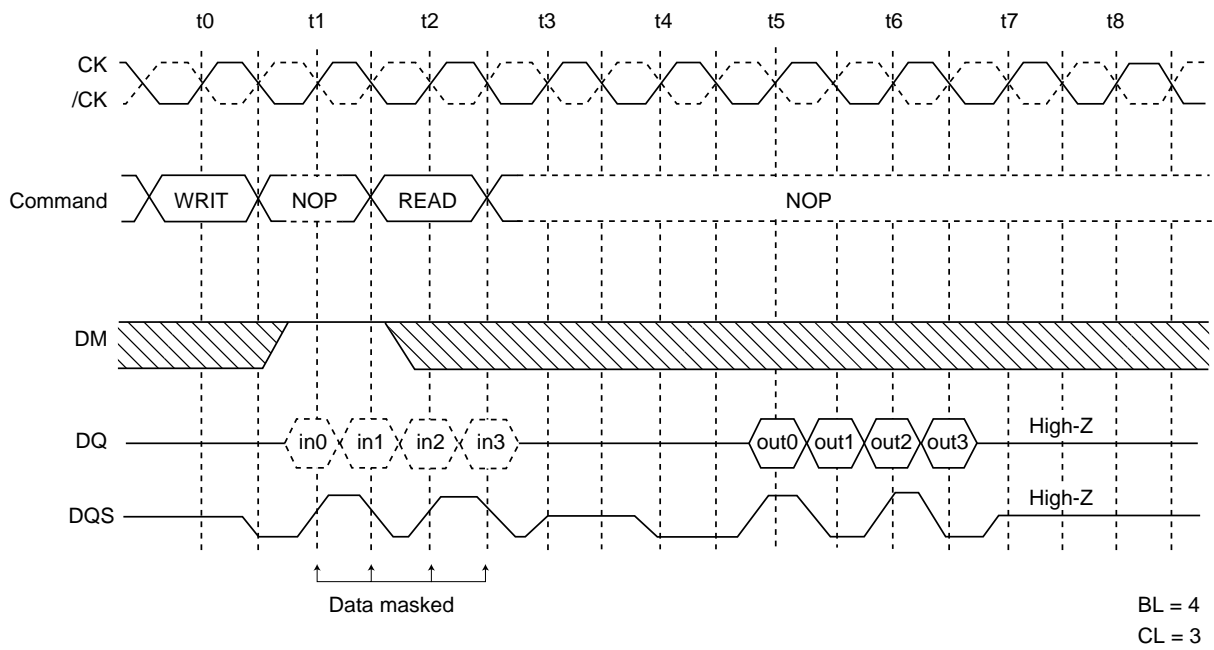 t0 t1 t2 t3 t4 t5 t6 t7 t8
CK
/CK
Command WRIT NOP READ NOP
DM
DQ in0 in1 in2 in3 out0 out1 out2 out3 High-Z
DQS High-Z
Data masked
BL = 4
CL = 3